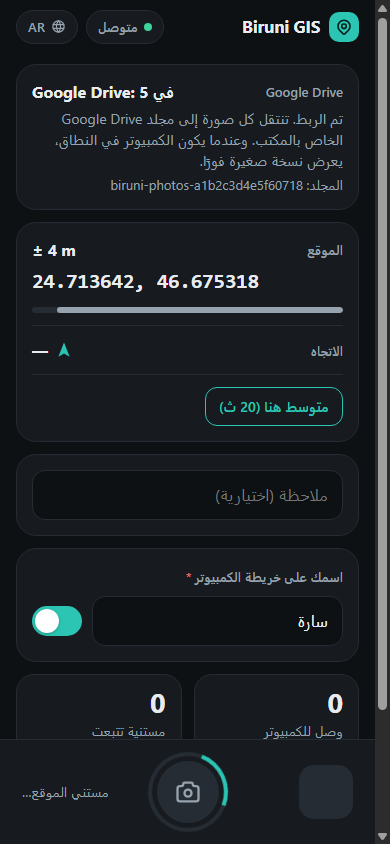 Biruni GIS
متصل
AR
Google Drive
Google Drive: 5 في
تم الربط. تنتقل كل صورة إلى مجلد Google Drive
الخاص بالمكتب. وعندما يكون الكمبيوتر في النطاق،
يعرض نسخة صغيرة فورًا.
المجلد: biruni-photos-a1b2c3d4e5f60718
الموقع
± 4 m
24.713642, 46.675318
الاتجاه
—
متوسط هنا (20 ث)
ملاحظة (اختيارية)
اسمك على خريطة الكمبيوتر *
سارة
0
وصل للكمبيوتر
0
مستنية تتبعت
مستني الموقع...